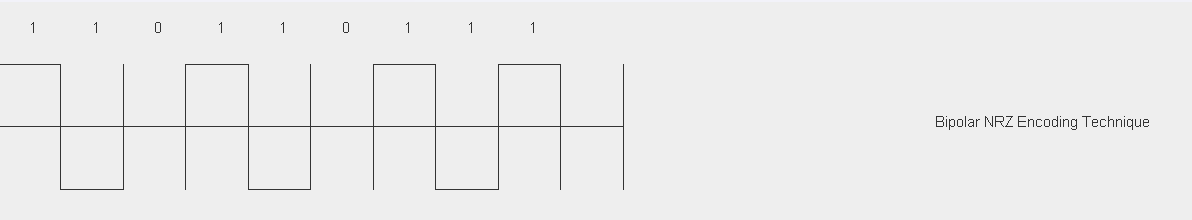 1 1 0 1 1 0 1 1 1
Bipolar NRZ Encoding Technique